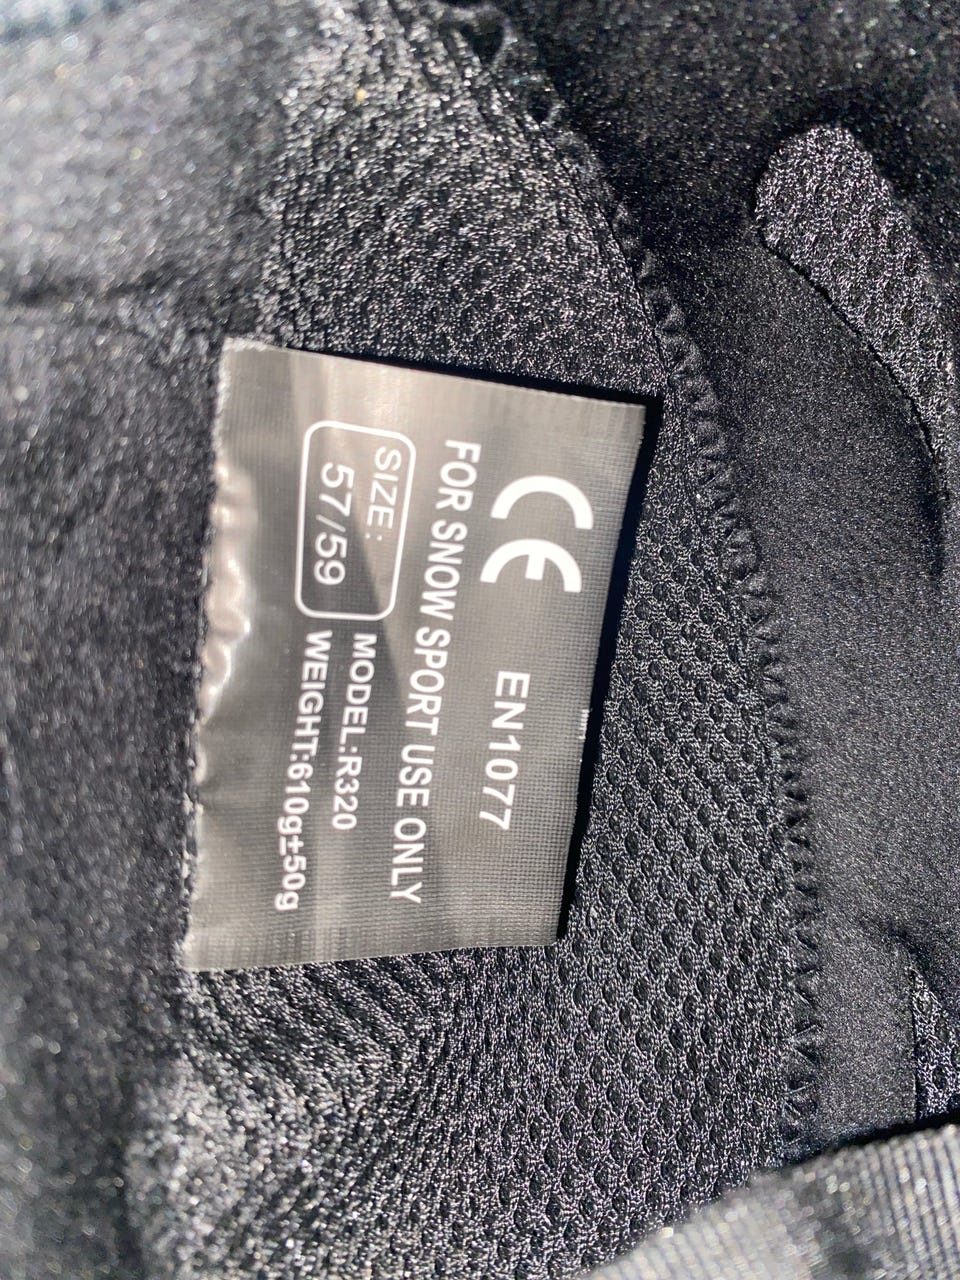 CE EN1077
FOR SNOW SPORT USE ONLY
SIZE:
57/59
MODEL:R320
WEIGHT:610g±50g